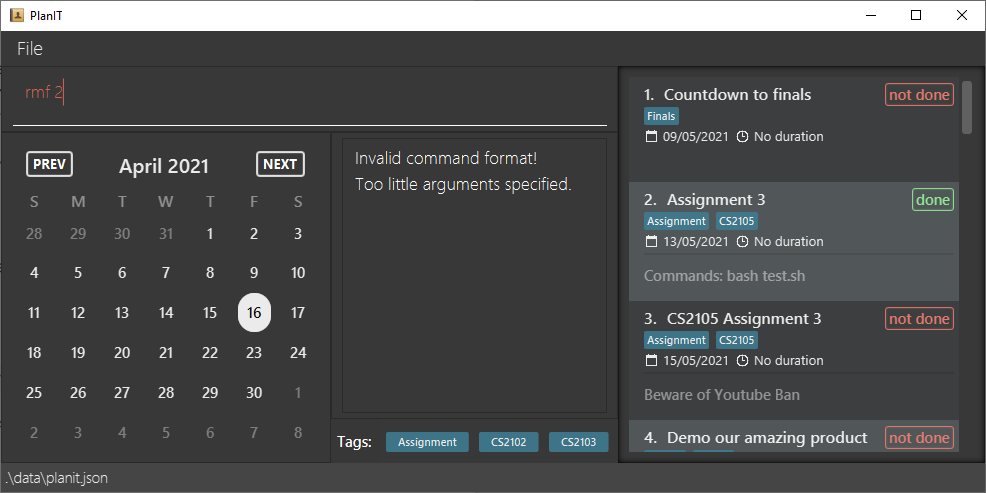 PlanIT
File
rmf 2
PREV April 2021 NEXT
S M T W T F S
28 29 30 31 1 2 3
4 5 6 7 8 9 10
11 12 13 14 15 16 17
18 19 20 21 22 23 24
25 26 27 28 29 30 1
2 3 4 5 6 7 8
Invalid command format!
Too little arguments specified.
Tags: Assignment CS2102 CS2103
1. Countdown to finals not done
Finals
09/05/2021 No duration
2. Assignment 3 done
Assignment CS2105
13/05/2021 No duration
Commands: bash test.sh
3. CS2105 Assignment 3 not done
Assignment CS2105
15/05/2021 No duration
Beware of Youtube Ban
4. Demo our amazing product not done
.\data\planit.json